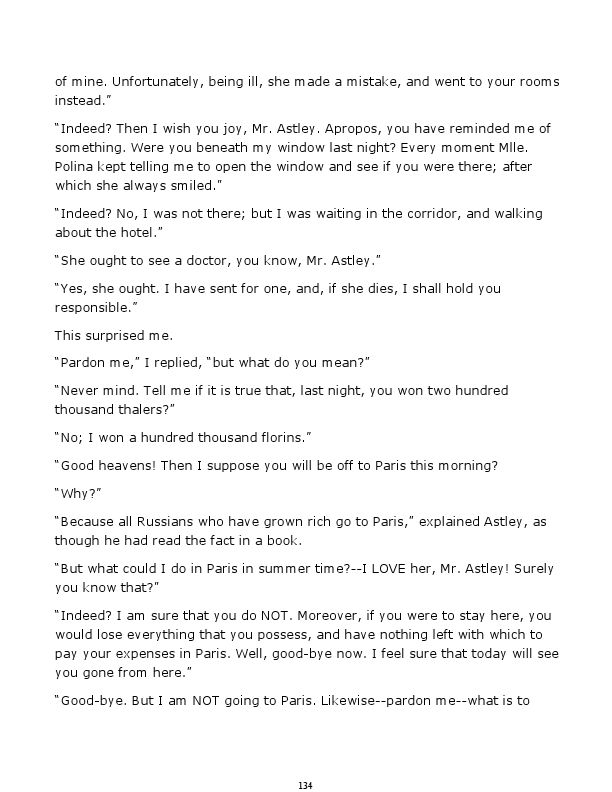 of mine. Unfortunately, being ill, she made a mistake, and went to your rooms
instead.”
“Indeed? Then I wish you joy, Mr. Astley. Apropos, you have reminded me of
something. Were you beneath my window last night? Every moment Mlle.
Polina kept telling me to open the window and see if you were there; after
which she always smiled.”
“Indeed? No, I was not there; but I was waiting in the corridor, and walking
about the hotel.”
“She ought to see a doctor, you know, Mr. Astley.”
“Yes, she ought. I have sent for one, and, if she dies, I shall hold you
responsible.”
This surprised me.
“Pardon me,” I replied, “but what do you mean?”
“Never mind. Tell me if it is true that, last night, you won two hundred
thousand thalers?”
“No; I won a hundred thousand florins.”
“Good heavens! Then I suppose you will be off to Paris this morning?
“Why?”
“Because all Russians who have grown rich go to Paris,” explained Astley, as
though he had read the fact in a book.
“But what could I do in Paris in summer time?--I LOVE her, Mr. Astley! Surely
you know that?”
“Indeed? I am sure that you do NOT. Moreover, if you were to stay here, you
would lose everything that you possess, and have nothing left with which to
pay your expenses in Paris. Well, good-bye now. I feel sure that today will see
you gone from here.”
“Good-bye. But I am NOT going to Paris. Likewise--pardon me--what is to
134